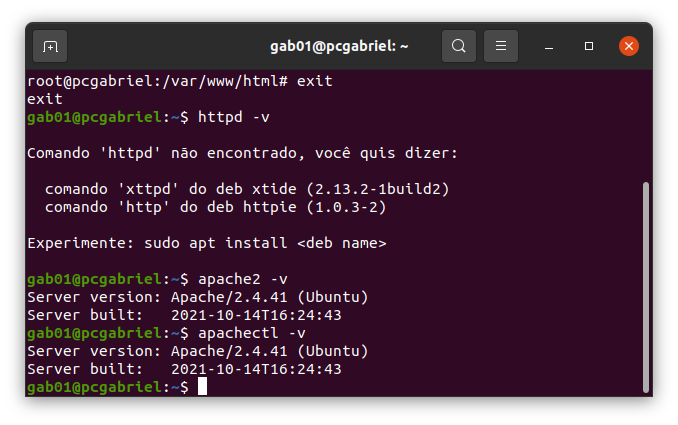 gab01@pcgabriel: ~
root@pcgabriel:/var/www/html# exit
exit
gab01@pcgabriel:~$ httpd -v
Comando 'httpd' não encontrado, você quis dizer:
comando 'xttpd' do deb xtide (2.13.2-1build2)
comando 'http' do deb httpie (1.0.3-2)
Experimente: sudo apt install <deb name>
gab01@pcgabriel:~$ apache2 -v
Server version: Apache/2.4.41 (Ubuntu)
Server built:   2021-10-14T16:24:43
gab01@pcgabriel:~$ apachectl -v
Server version: Apache/2.4.41 (Ubuntu)
Server built:   2021-10-14T16:24:43
gab01@pcgabriel:~$